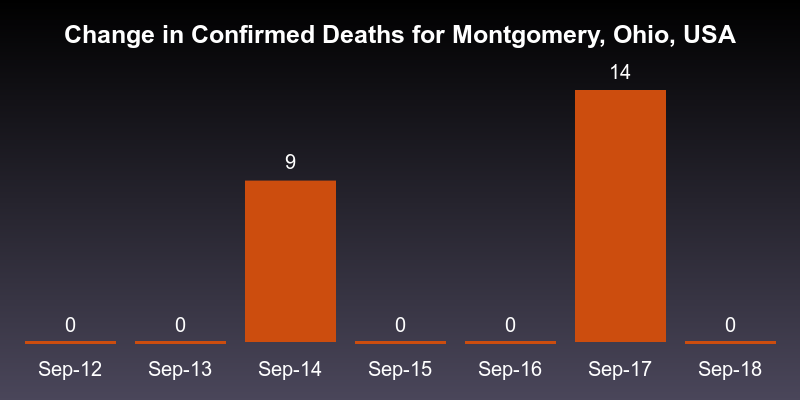 Change in Confirmed Deaths for Montgomery, Ohio, USA
14
9
0 0 0 0 0
Sep-12 Sep-13 Sep-14 Sep-15 Sep-16 Sep-17 Sep-18